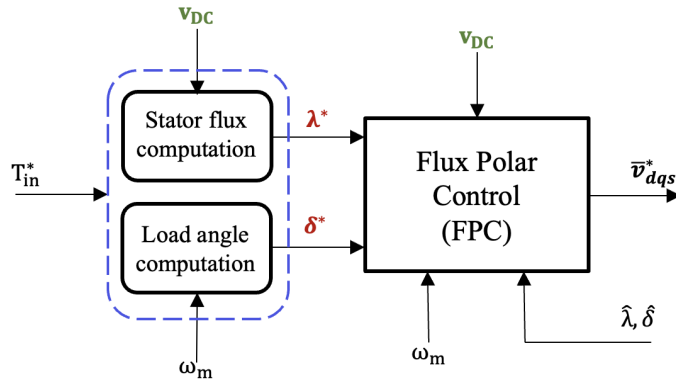 v_DC
v_DC
Stator flux
computation
λ*
T*_in
Flux Polar
Control
(FPC)
v̅*_dqs
Load angle
computation
δ*
ω_m
ω_m
λ̂, δ̂